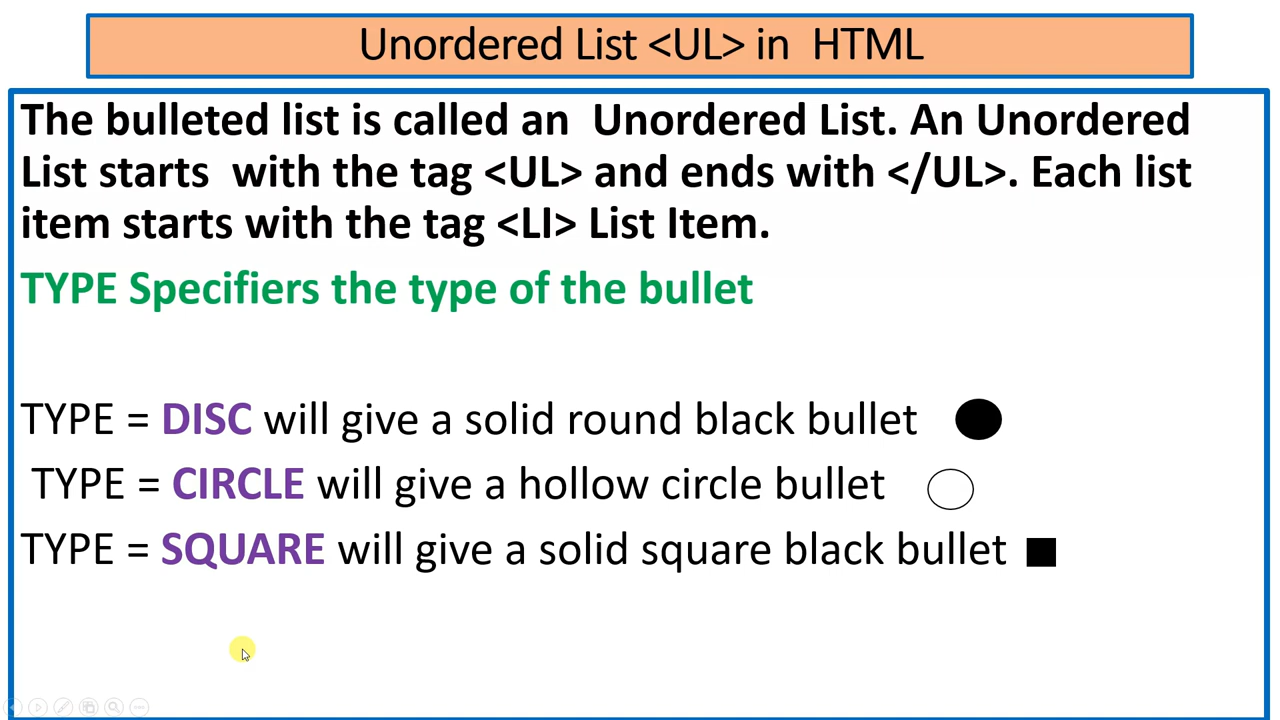 Unordered List <UL> in HTML
The bulleted list is called an Unordered List. An Unordered
List starts with the tag <UL> and ends with </UL>. Each list
item starts with the tag <LI> List Item.
TYPE Specifiers the type of the bullet
TYPE = DISC will give a solid round black bullet
TYPE = CIRCLE will give a hollow circle bullet
TYPE = SQUARE will give a solid square black bullet